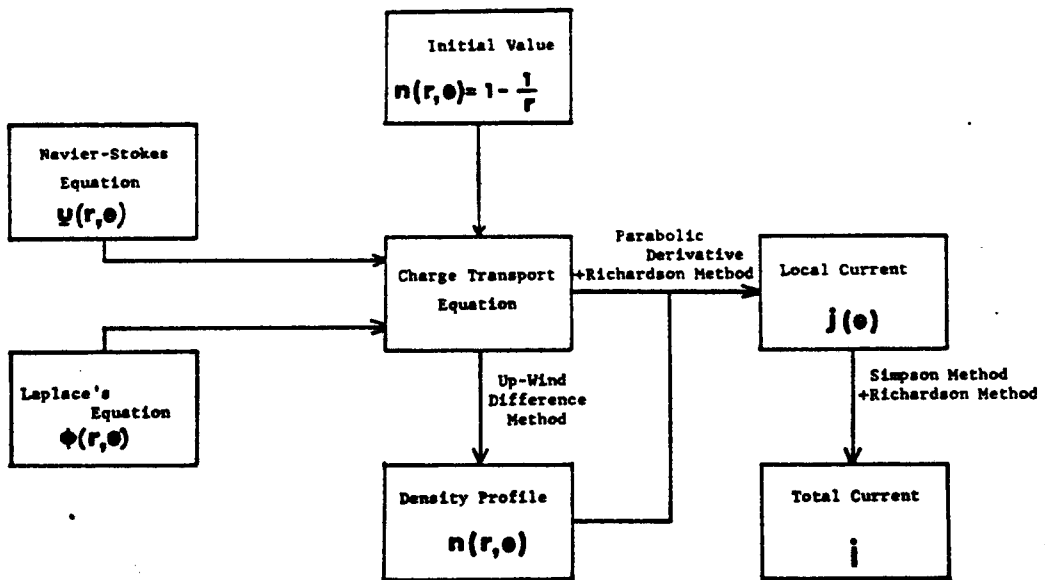 Initial Value
n(r,θ)= 1 - 1/r
Navier-Stokes
Equation
u(r,θ)
Charge Transport
Equation
Parabolic
Derivative
+Richardson Method
Local Current
j(θ)
Laplace's
Equation
ϕ(r,θ)
Up-Wind
Difference
Method
Simpson Method
+Richardson Method
Density Profile
n(r,θ)
Total Current
i